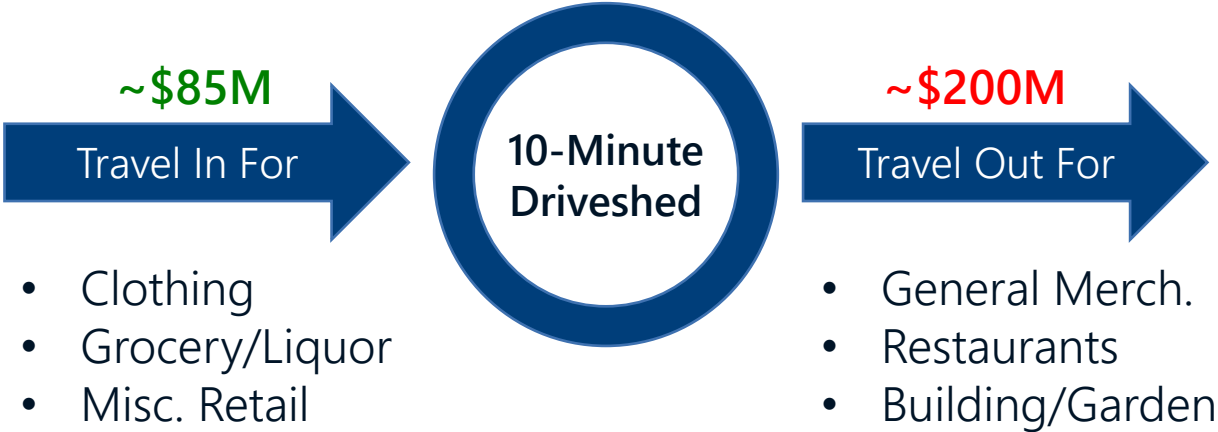 ~$85M
Travel In For
• Clothing
• Grocery/Liquor
• Misc. Retail
10-Minute
Driveshed
~$200M
Travel Out For
• General Merch.
• Restaurants
• Building/Garden